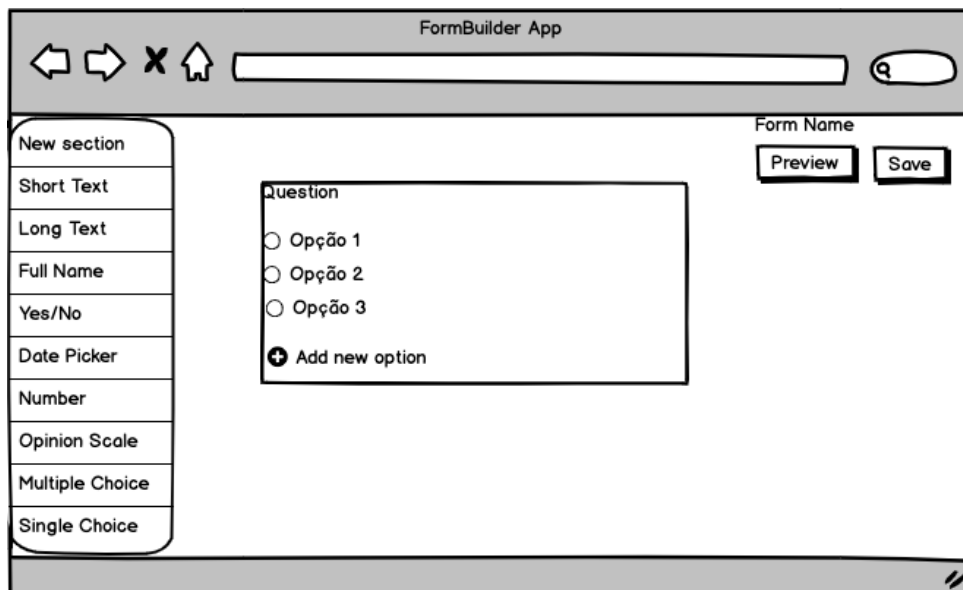 FormBuilder App
New section
Short Text
Long Text
Full Name
Yes/No
Date Picker
Number
Opinion Scale
Multiple Choice
Single Choice
Form Name
Preview
Save
Question
Opção 1
Opção 2
Opção 3
Add new option